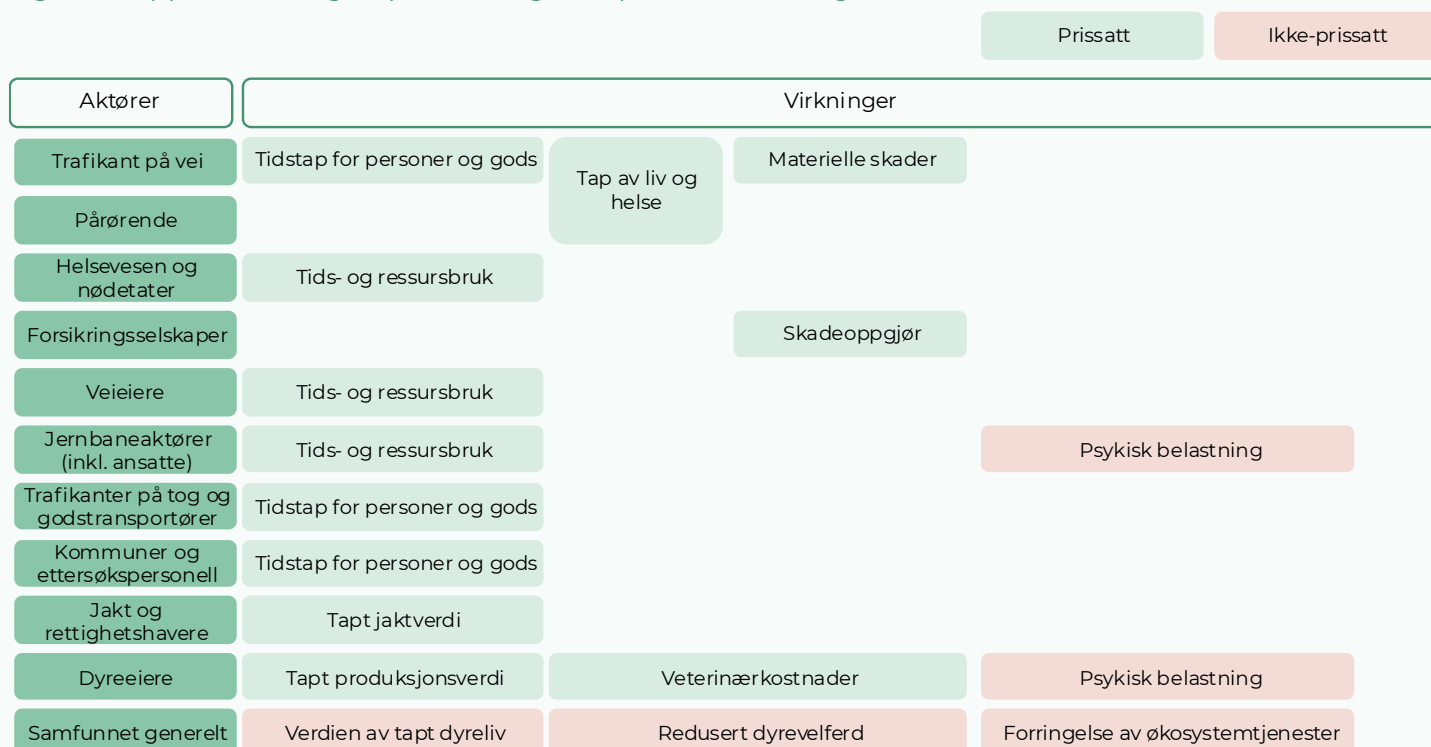 Prissatt
Ikke-prissatt
Aktører
Virkninger
Trafikant på vei
Tidstap for personer og gods
Tap av liv og
helse
Materielle skader
Pårørende
Helsevesen og
nødetater
Tids- og ressursbruk
Forsikringsselskaper
Skadeoppgjør
Veieiere
Tids- og ressursbruk
Jernbaneaktører
(inkl. ansatte)
Tids- og ressursbruk
Psykisk belastning
Trafikanter på tog og
godstransportører
Tidstap for personer og gods
Kommuner og
ettersøkspersonell
Tidstap for personer og gods
Jakt og
rettighetshavere
Tapt jaktverdi
Dyreeiere
Tapt produksjonsverdi
Veterinærkostnader
Psykisk belastning
Samfunnet generelt
Verdien av tapt dyreliv
Redusert dyrevelferd
Forringelse av økosystemtjenester